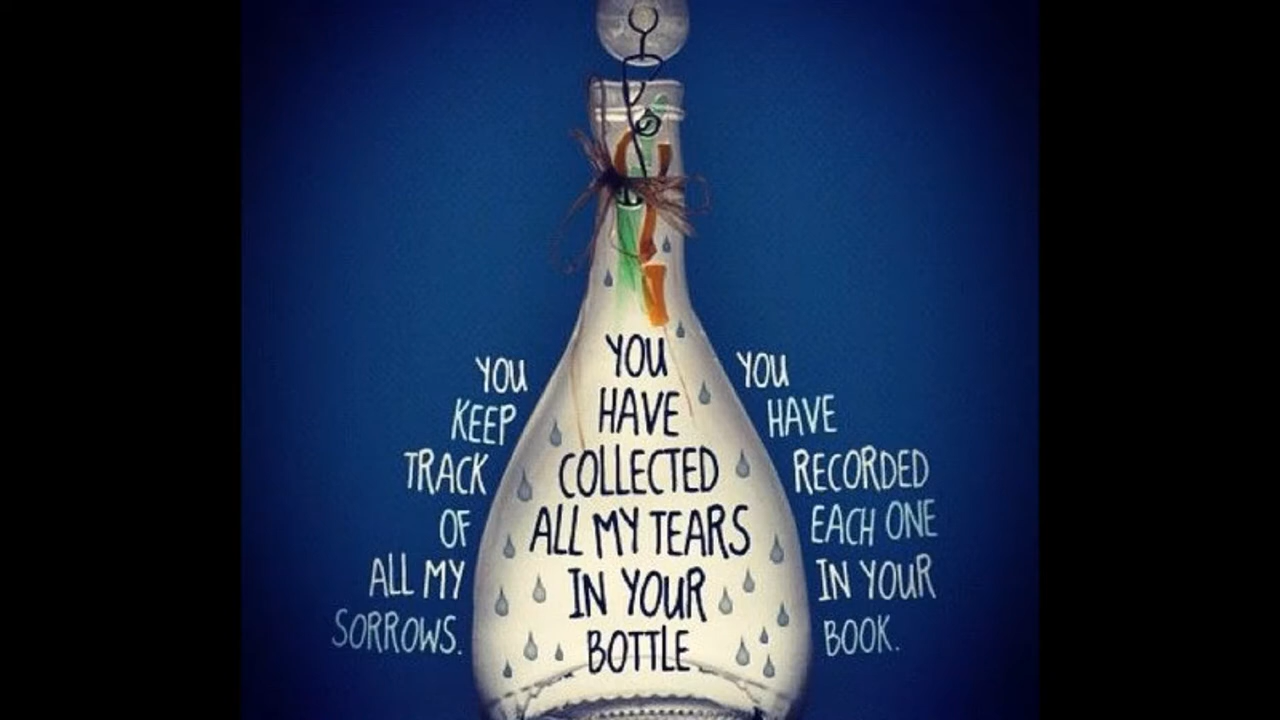 YOU
KEEP
TRACK
OF
ALL MY
SORROWS.
YOU
HAVE
COLLECTED
ALL MY TEARS
IN YOUR
BOTTLE
YOU
HAVE
RECORDED
EACH ONE
IN YOUR
BOOK.